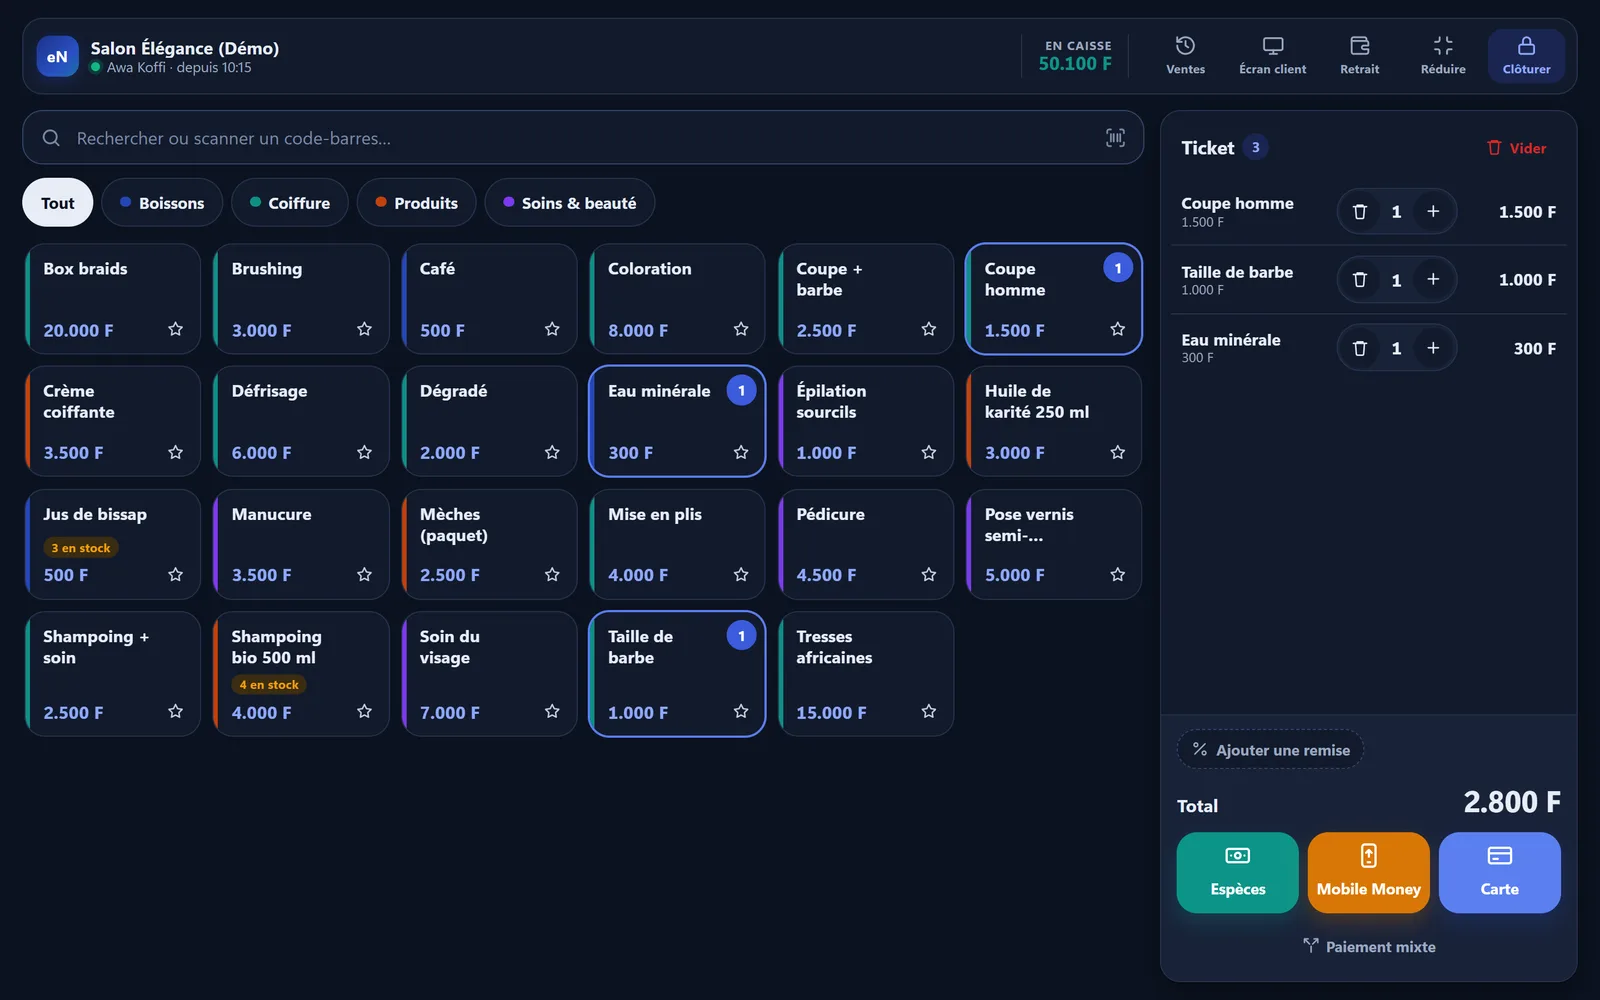 eN
Salon Élégance (Démo)
Awa Koffi · depuis 10:15
EN CAISSE
50.100 F
Ventes
Écran client
Retrait
Réduire
Clôturer
Rechercher ou scanner un code-barres...
Tout
Boissons
Coiffure
Produits
Soins & beauté
Box braids
20.000 F
Brushing
3.000 F
Café
500 F
Coloration
8.000 F
Coupe +
barbe
2.500 F
Coupe
homme
1
1.500 F
Crème
coiffante
3.500 F
Défrisage
6.000 F
Dégradé
2.000 F
Eau minérale
1
300 F
Épilation
sourcils
1.000 F
Huile de
karité 250 ml
3.000 F
Jus de bissap
3 en stock
500 F
Manucure
3.500 F
Mèches
(paquet)
2.500 F
Mise en plis
4.000 F
Pédicure
4.500 F
Pose vernis
semi-...
5.000 F
Shampoing +
soin
2.500 F
Shampoing
bio 500 ml
4 en stock
4.000 F
Soin du
visage
7.000 F
Taille de
barbe
1
1.000 F
Tresses
africaines
15.000 F
Ticket 3
Vider
Coupe homme
1.500 F
1
1.500 F
Taille de barbe
1.000 F
1
1.000 F
Eau minérale
300 F
1
300 F
Ajouter une remise
Total
2.800 F
Espèces
Mobile Money
Carte
Paiement mixte